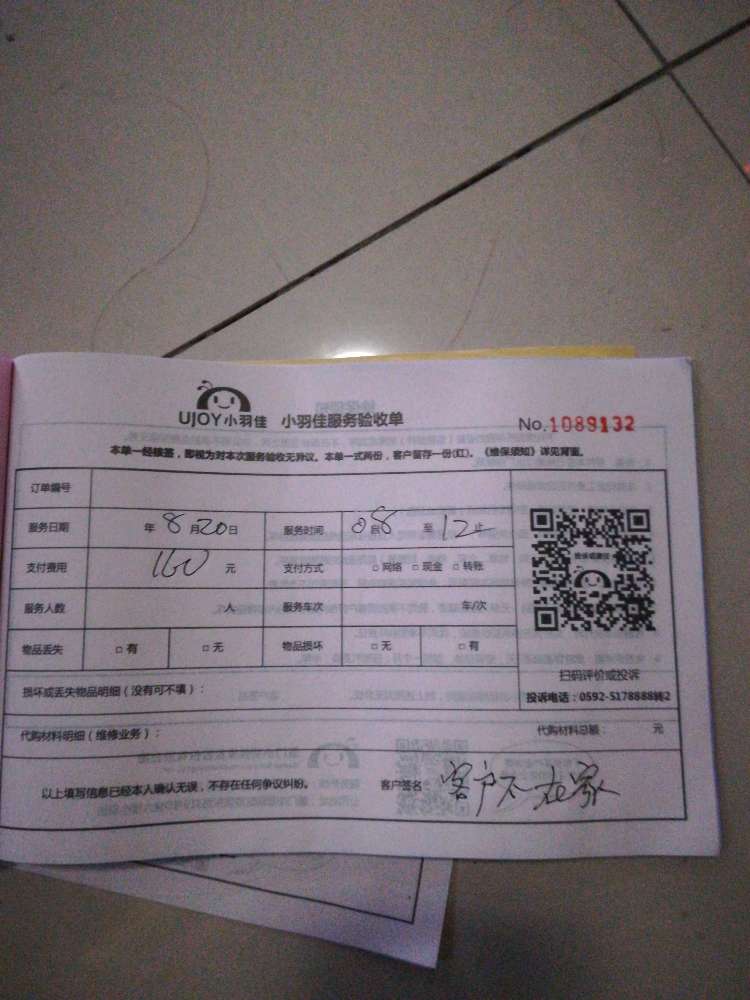 UJOY小羽佳 小羽佳服务验收单 No.1089132
本单一经接签，即视为对本次服务验收无异议。本单一式两份，客户留存一份(红)。《维保须知》详见背面。
订单编号
服务日期 年 8 月 20 日 服务时间 8 至 12 止
支付费用 160 元 支付方式 □ 网络 □ 现金 □ 转账
服务人数 人 服务车次 车/次
物品丢失 □ 有 □ 无 物品损坏 □ 无 □ 有
扫码评价或投诉
损坏或丢失物品明细（没有可不填）：
投诉电话：0592-5178888转2
代购材料明细（维修业务）： 代购材料总额： 元
以上填写信息已经本人确认无误，不存在任何争议纠纷。 客户签名：客户不在家